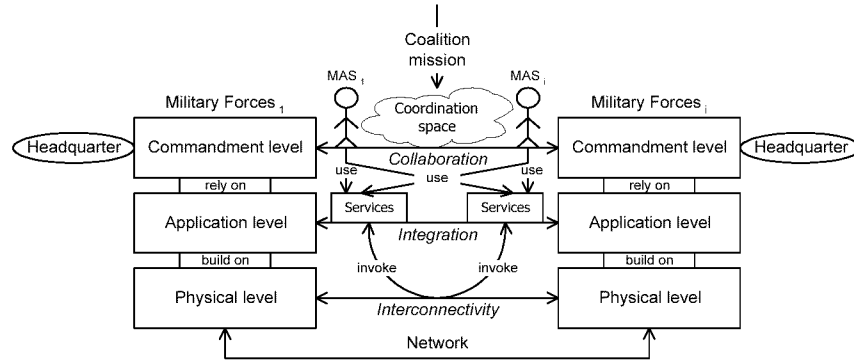 Coalition
mission
MAS 1
MAS i
Military Forces 1
Coordination
space
Military Forces i
Headquarter
Commandment level
Collaboration
Commandment level
Headquarter
rely on
use
use
use
rely on
Application level
Services
Services
Application level
Integration
build on
invoke
invoke
build on
Physical level
Interconnectivity
Physical level
Network